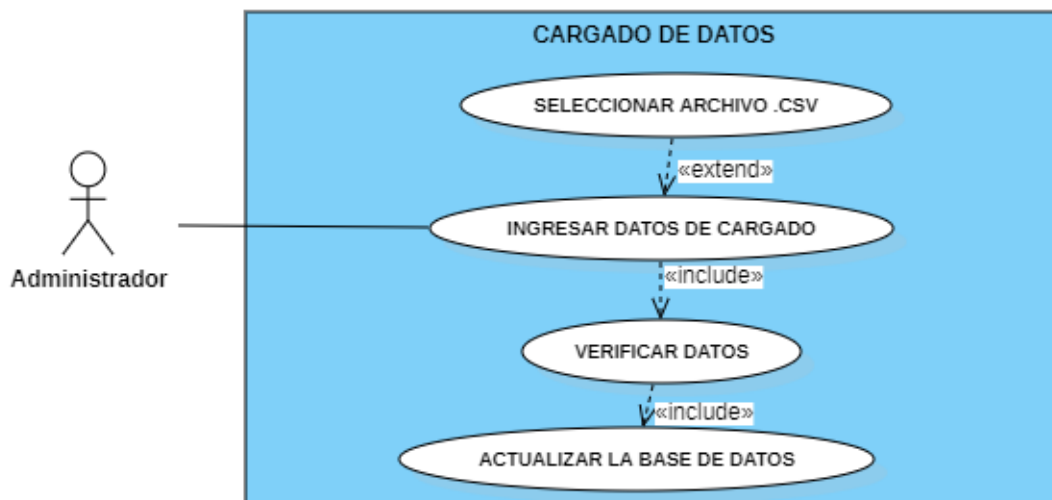 CARGADO DE DATOS
SELECCIONAR ARCHIVO .CSV
«extend»
INGRESAR DATOS DE CARGADO
Administrador
«include»
VERIFICAR DATOS
«include»
ACTUALIZAR LA BASE DE DATOS